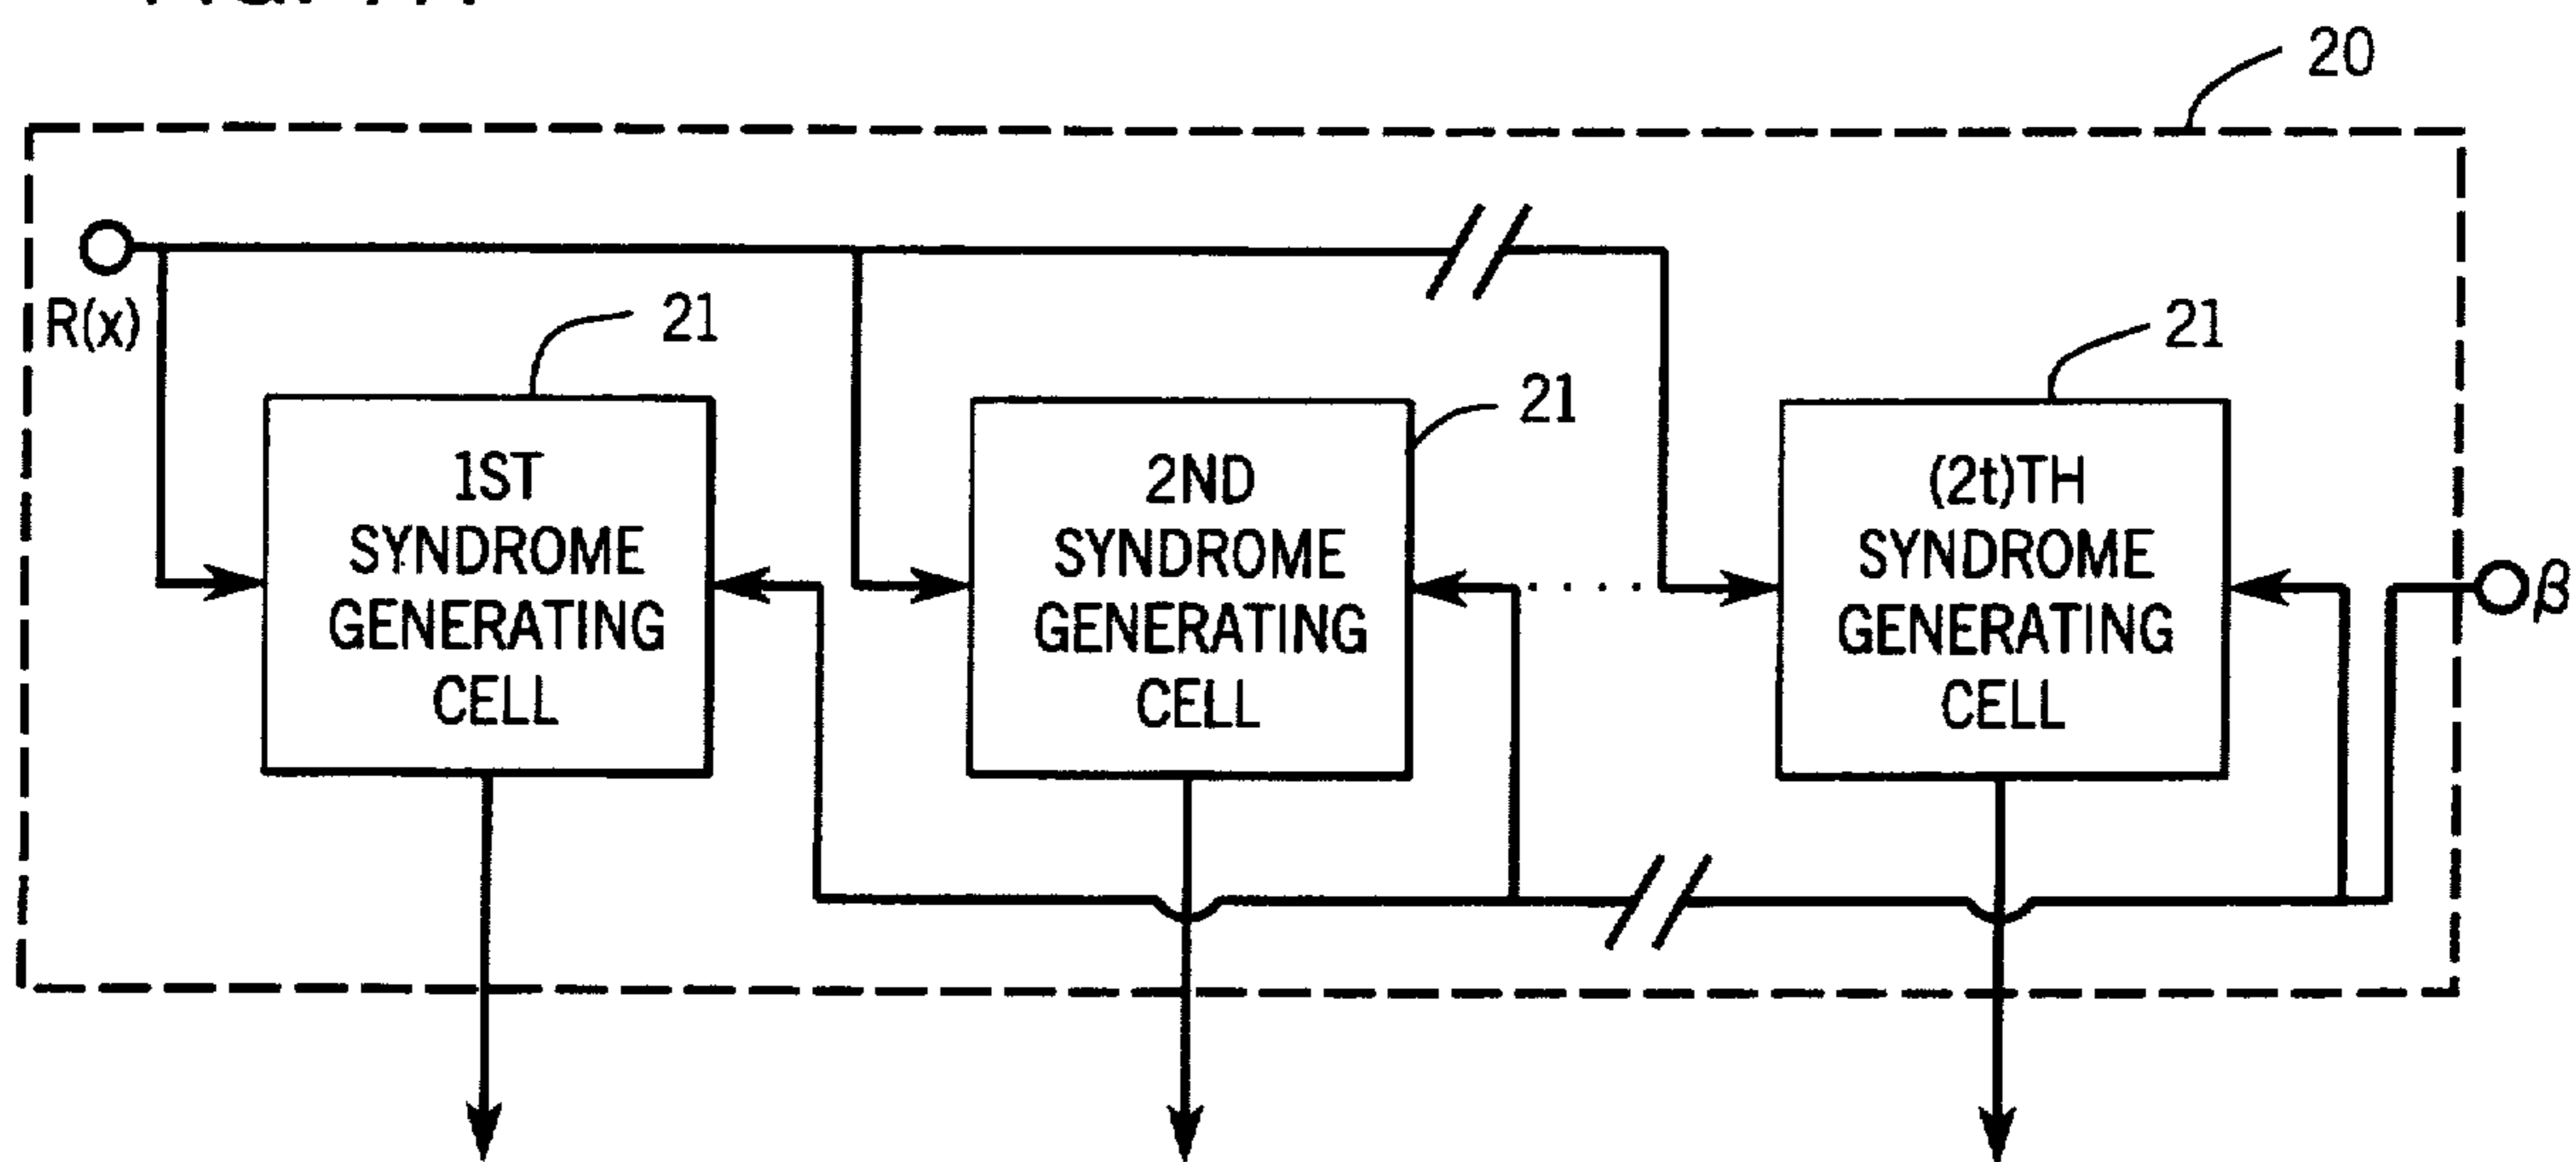 20
R(x)
21
21
21
1ST
SYNDROME
GENERATING
CELL
2ND
SYNDROME
GENERATING
CELL
(2t)TH
SYNDROME
GENERATING
CELL
β